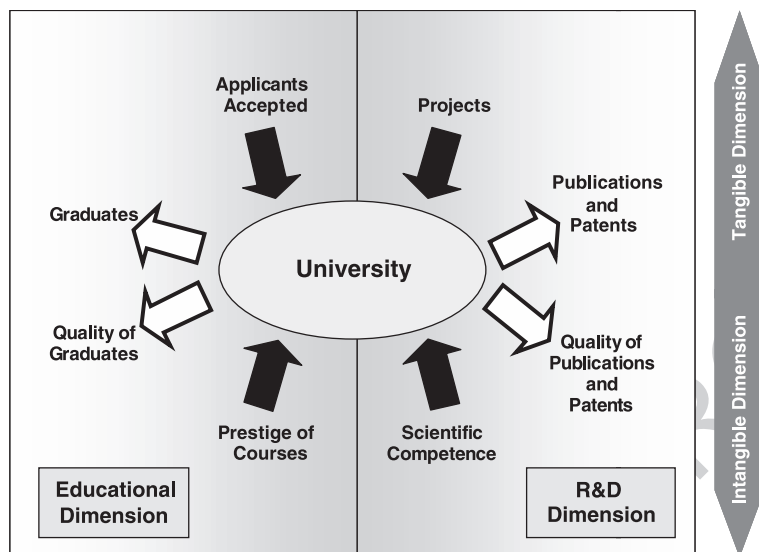 Applicants
Accepted
Projects
Graduates
Publications
and
Patents
University
Quality of
Graduates
Quality of
Publications
and
Patents
Prestige of
Courses
Scientific
Competence
Educational
Dimension
R&D
Dimension
Tangible Dimension
Intangible Dimension